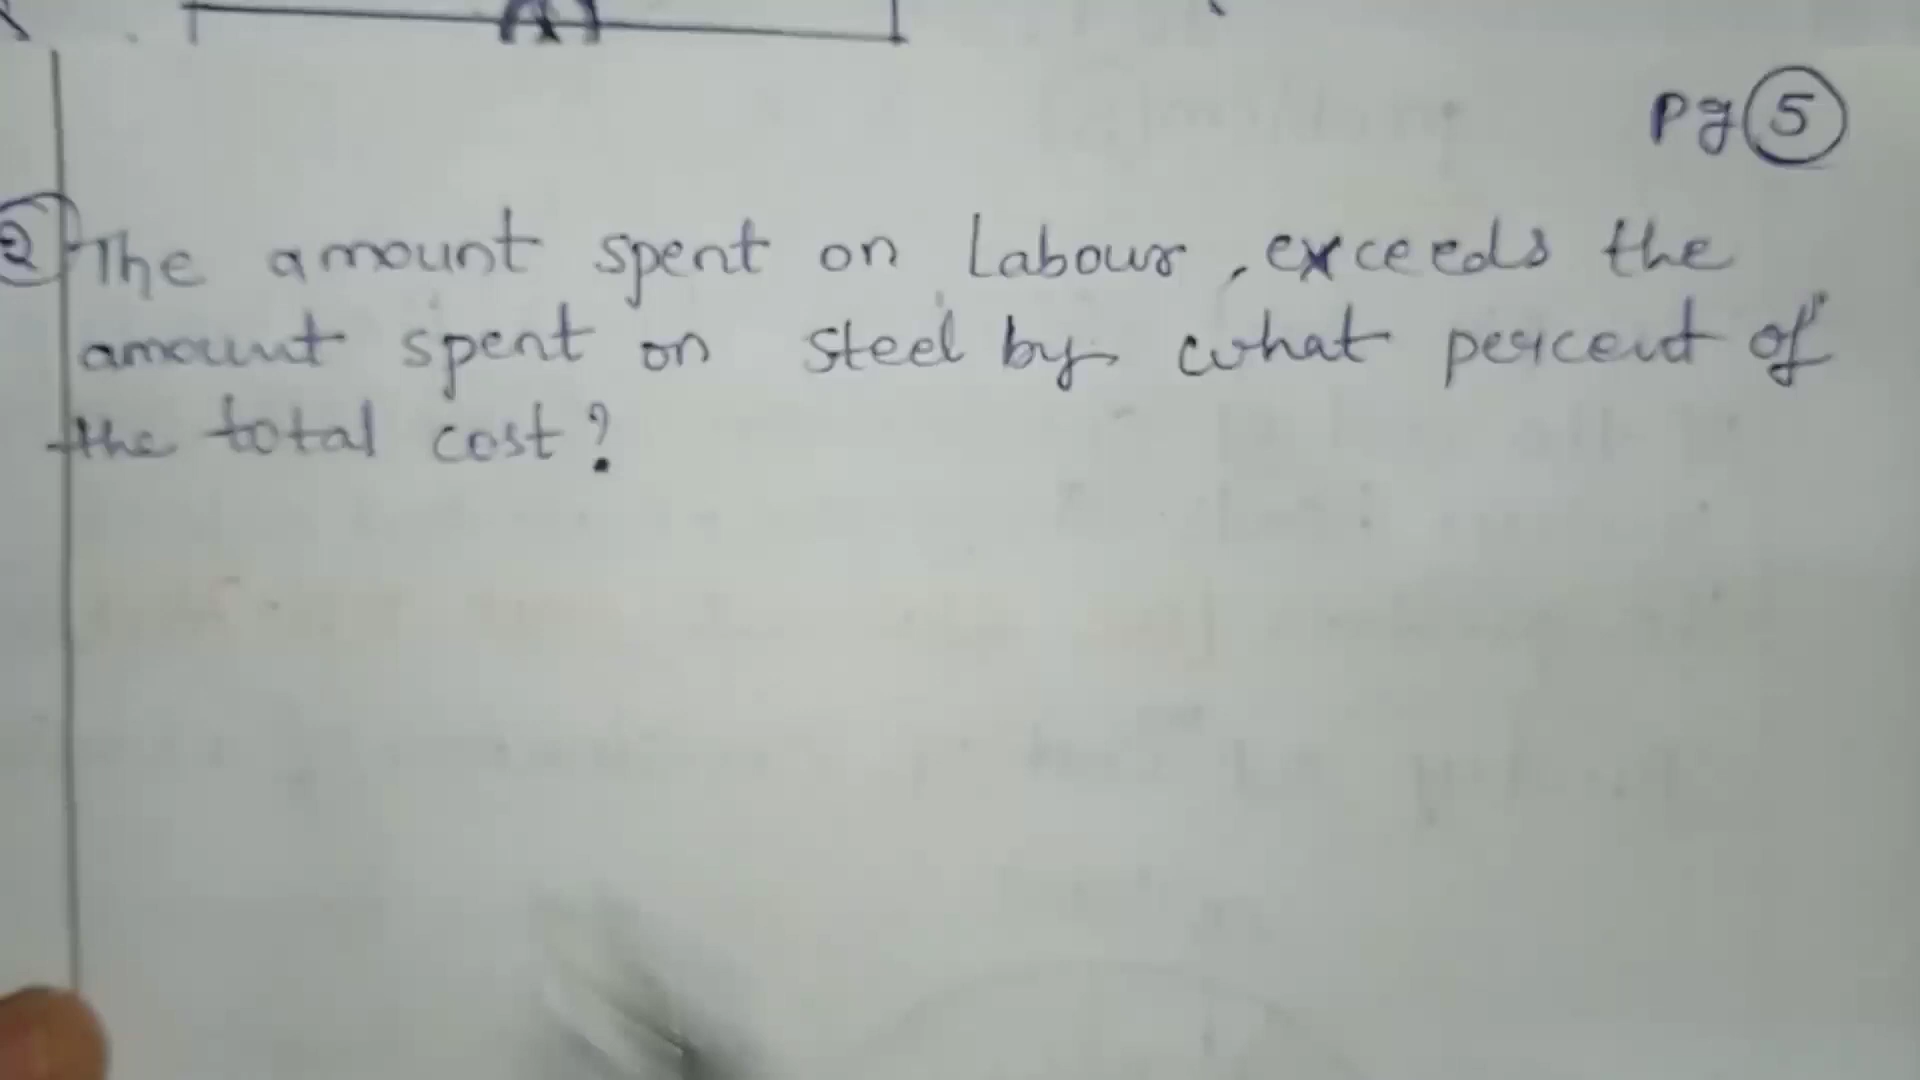 Pg 5
2 The amount spent on Labour, exceeds the
amount spent on steel by what percent of
the total cost?